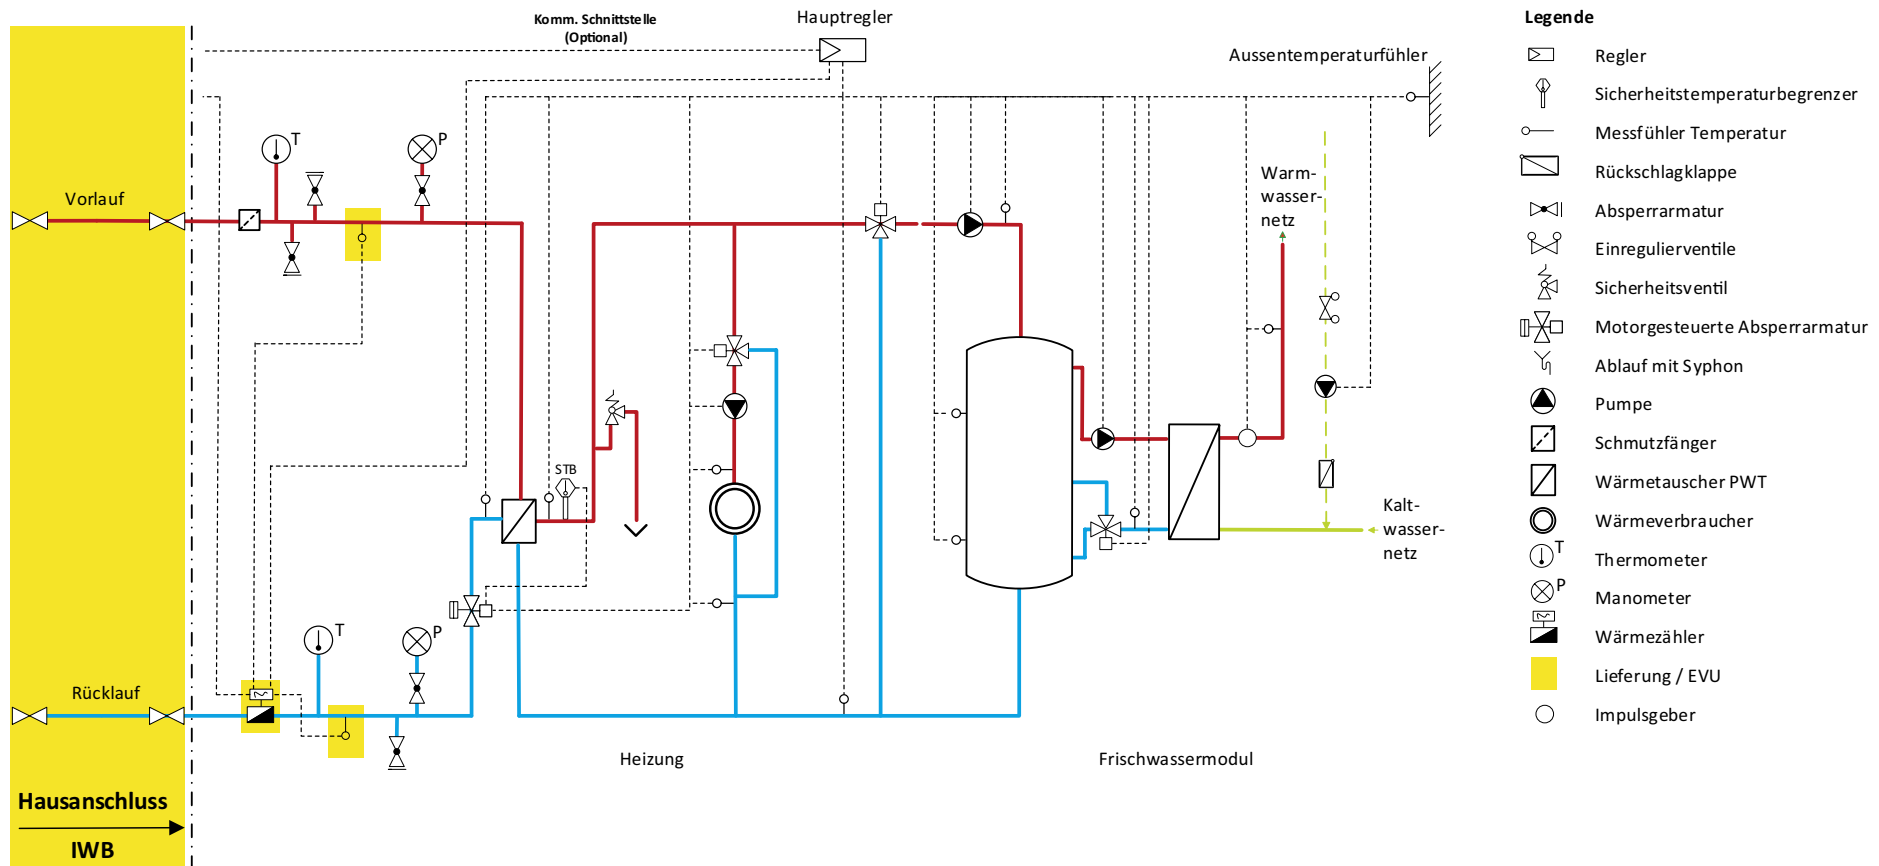 Komm. Schnittstelle
(Optional)
Hauptregler
Aussentemperaturfühler
T
P
Vorlauf
Warm-
wasser-
netz
STB
Kalt-
wasser-
netz
T
P
Rücklauf
Heizung
Frischwassermodul
Hausanschluss
IWB
Legende
Regler
Sicherheitstemperaturbegrenzer
Messfühler Temperatur
Rückschlagklappe
Absperrarmatur
Einregulierventile
Sicherheitsventil
Motorgesteuerte Absperrarmatur
Ablauf mit Syphon
Pumpe
Schmutzfänger
Wärmetauscher PWT
Wärmeverbraucher
T
Thermometer
P
Manometer
Wärmezähler
Lieferung / EVU
Impulsgeber